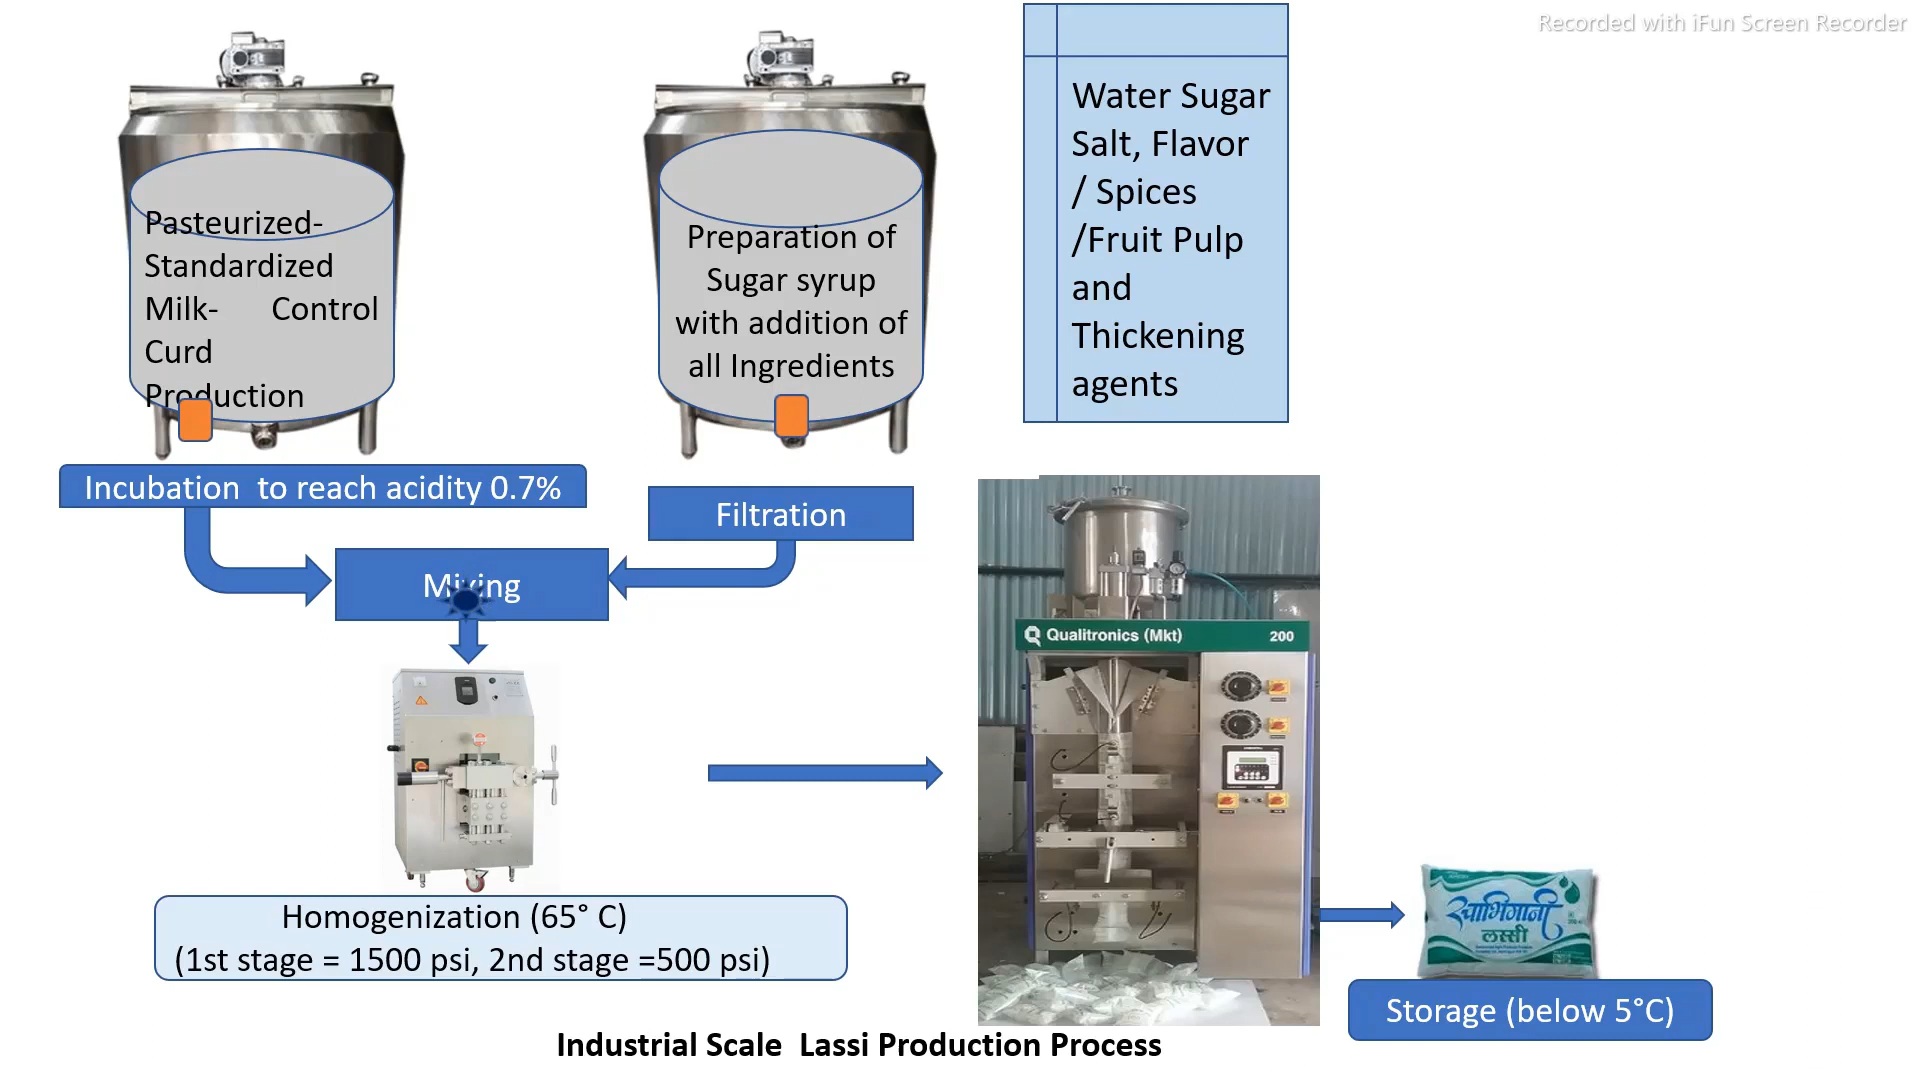 Recorded with iFun Screen Recorder
Pasteurized-
Standardized
Milk- Control
Curd
Production
Preparation of
Sugar syrup
with addition of
all Ingredients
Water Sugar
Salt, Flavor
/ Spices
/Fruit Pulp
and
Thickening
agents
Incubation to reach acidity 0.7%
Filtration
Mixing
Qualitronics (Mkt) 200
Homogenization (65° C)
(1st stage = 1500 psi, 2nd stage =500 psi)
स्वाभिमानी
लस्सी
Storage (below 5°C)
Industrial Scale Lassi Production Process